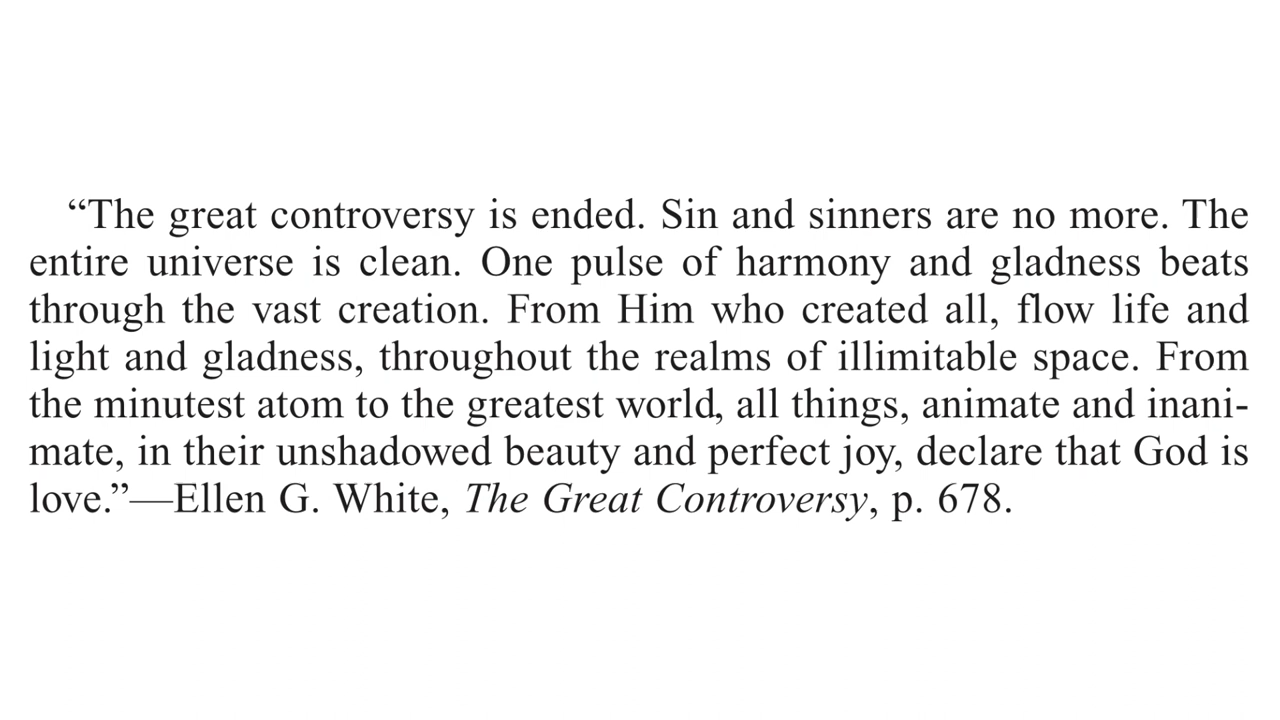 “The great controversy is ended. Sin and sinners are no more. The
entire universe is clean. One pulse of harmony and gladness beats
through the vast creation. From Him who created all, flow life and
light and gladness, throughout the realms of illimitable space. From
the minutest atom to the greatest world, all things, animate and inani-
mate, in their unshadowed beauty and perfect joy, declare that God is
love.”—Ellen G. White, The Great Controversy, p. 678.